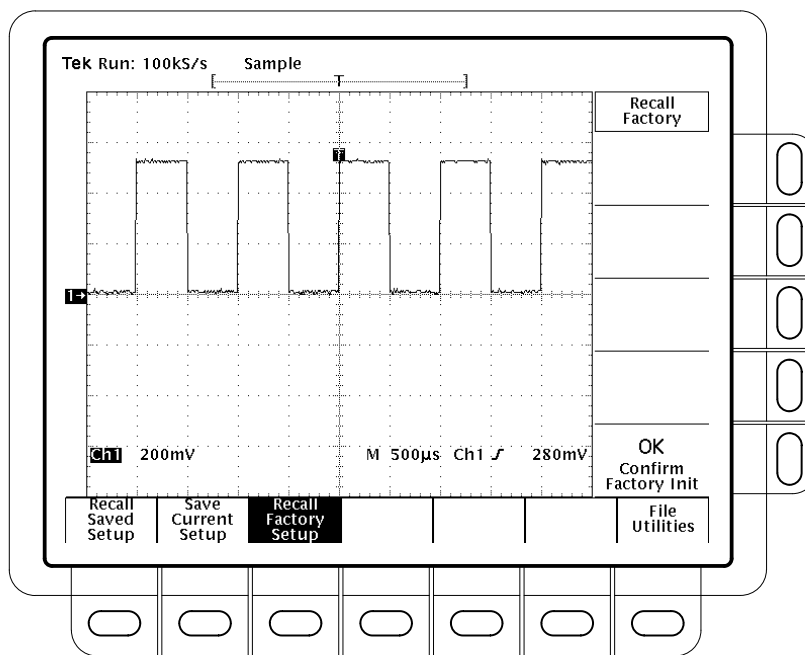 Tek Run: 100kS/s Sample
[ T ]
Recall
Factory
T
1→
Ch1 200mV M 500µs Ch1 280mV
OK
Confirm
Factory Init
Recall
Saved
Setup
Save
Current
Setup
Recall
Factory
Setup
File
Utilities